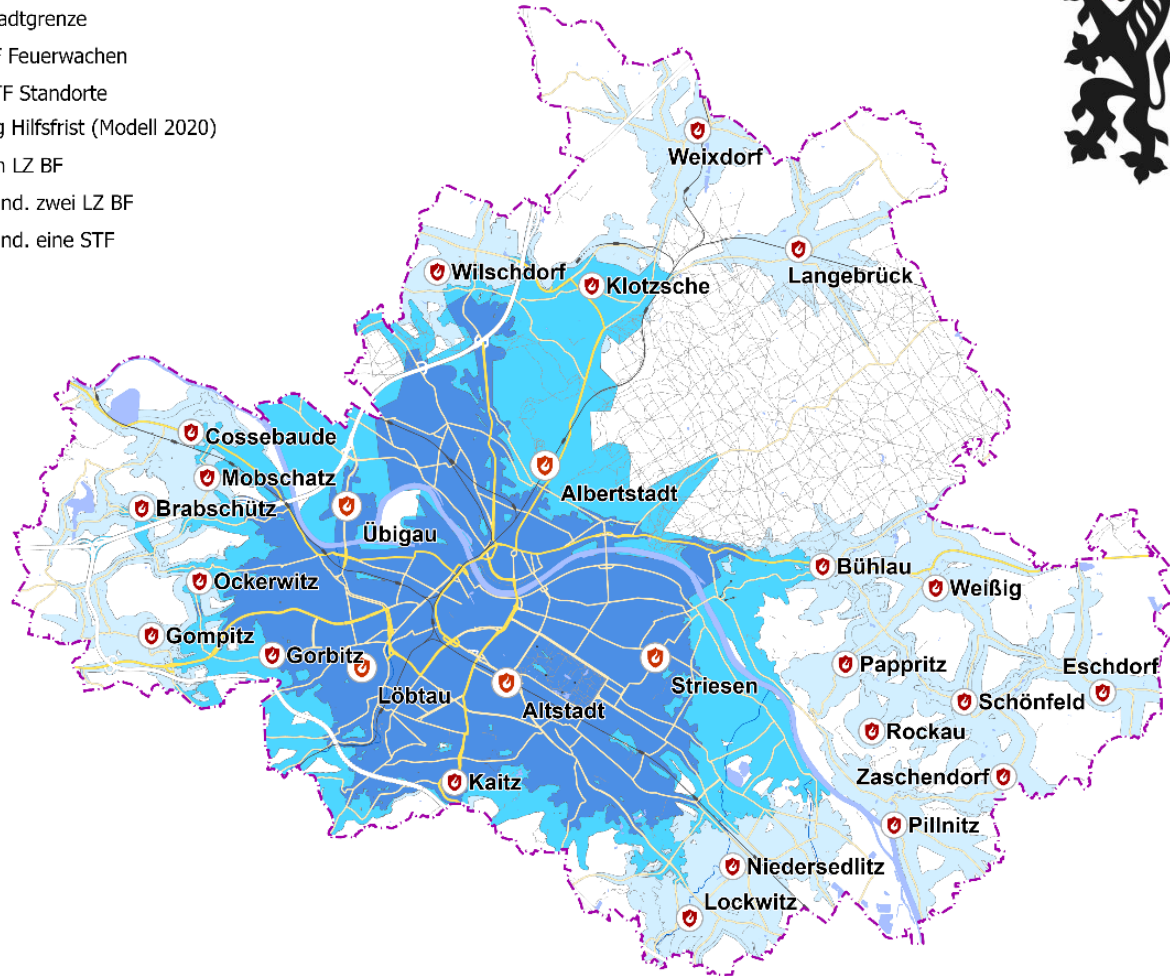 adtgrenze
F Feuerwachen
TF Standorte
g Hilfsfrist (Modell 2020)
n LZ BF
nd. zwei LZ BF
nd. eine STF
Weixdorf
Langebrück
Wilschdorf
Klotzsche
Cossebaude
Mobschatz
Brabschütz
Albertstadt
Übigau
Bühlau
Ockerwitz
Weißig
Gompitz
Gorbitz
Pappritz
Eschdorf
Löbtau
Striesen
Altstadt
Schönfeld
Rockau
Kaitz
Zaschendorf
Pillnitz
Niedersedlitz
Lockwitz